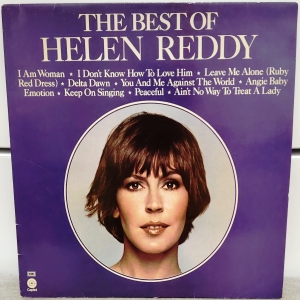 THE BEST OF
HELEN REDDY
I Am Woman • I Don't Know How To Love Him • Leave Me Alone (Ruby
Red Dress) • Delta Dawn • You And Me Against The World • Angie Baby
Emotion • Keep On Singing • Peaceful • Ain't No Way To Treat A Lady
EMI
Capitol